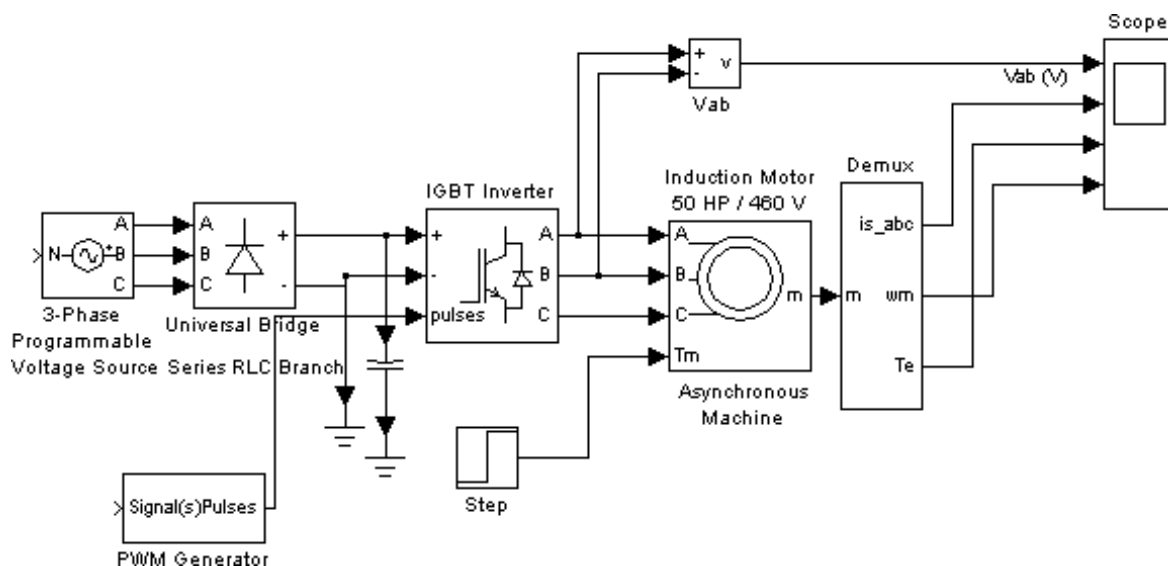 Scope
+
-
v
Vab
Vab (V)
Demux
Induction Motor
50 HP / 460 V
IGBT Inverter
A
B
C
N
A
B
C
+
-
+
-
pulses
A
B
C
A
B
C
Tm
m
m
is_abc
wm
Te
3-Phase
Programmable
Voltage Source
Universal Bridge
Series RLC Branch
Asynchronous
Machine
Step
Signal(s)Pulses
PWM Generator